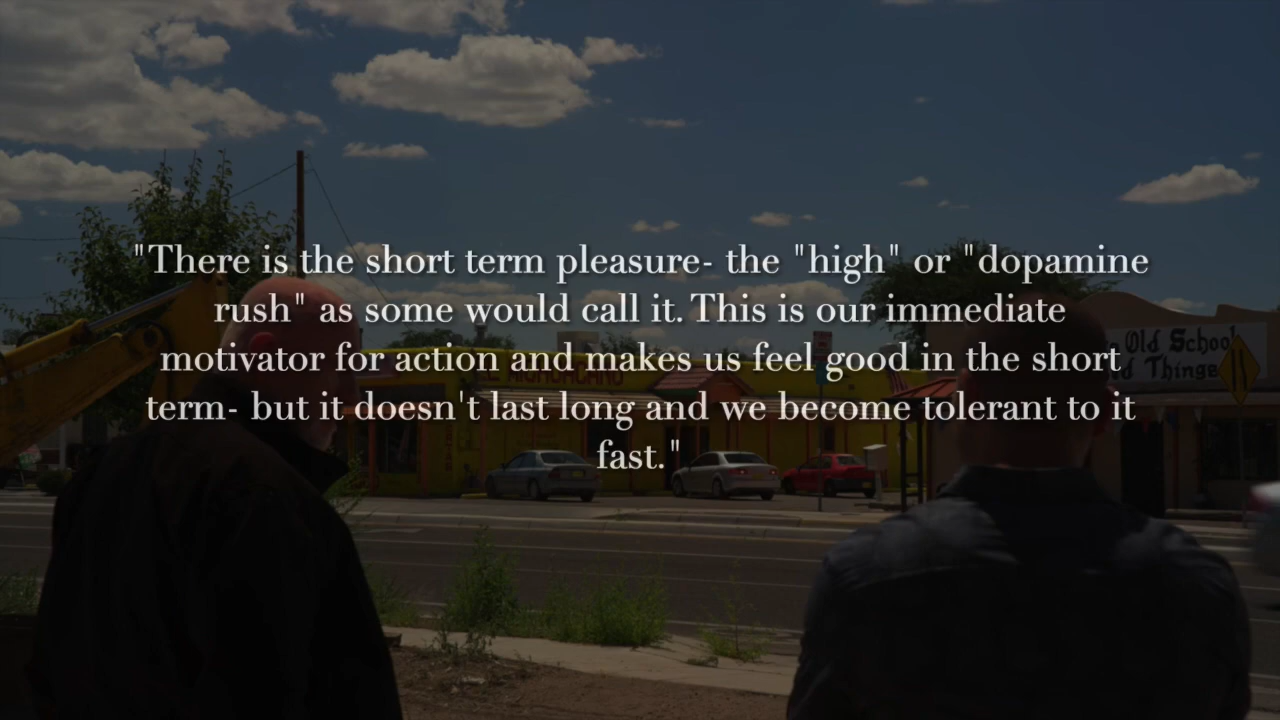 "There is the short term pleasure- the "high" or "dopamine
rush" as some would call it. This is our immediate
motivator for action and makes us feel good in the short
term- but it doesn't last long and we become tolerant to it
fast."
Old School
Things